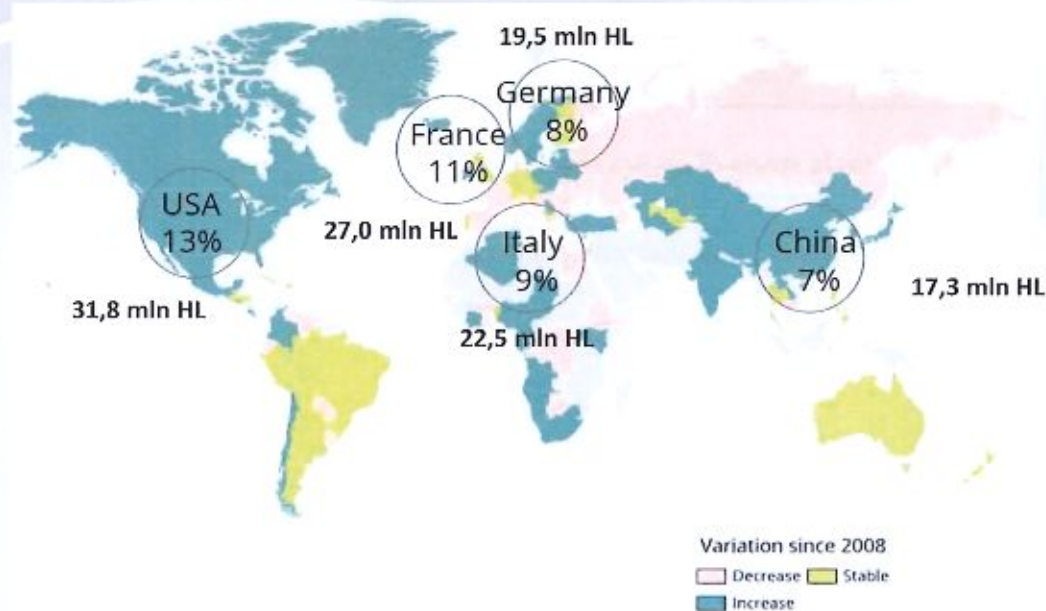 19,5 mln HL
Germany
8%
France
11%
USA
13%
27,0 mln HL
Italy
9%
China
7%
17,3 mln HL
31,8 mln HL
22,5 mln HL
Variation since 2008
Decrease
Stable
Increase